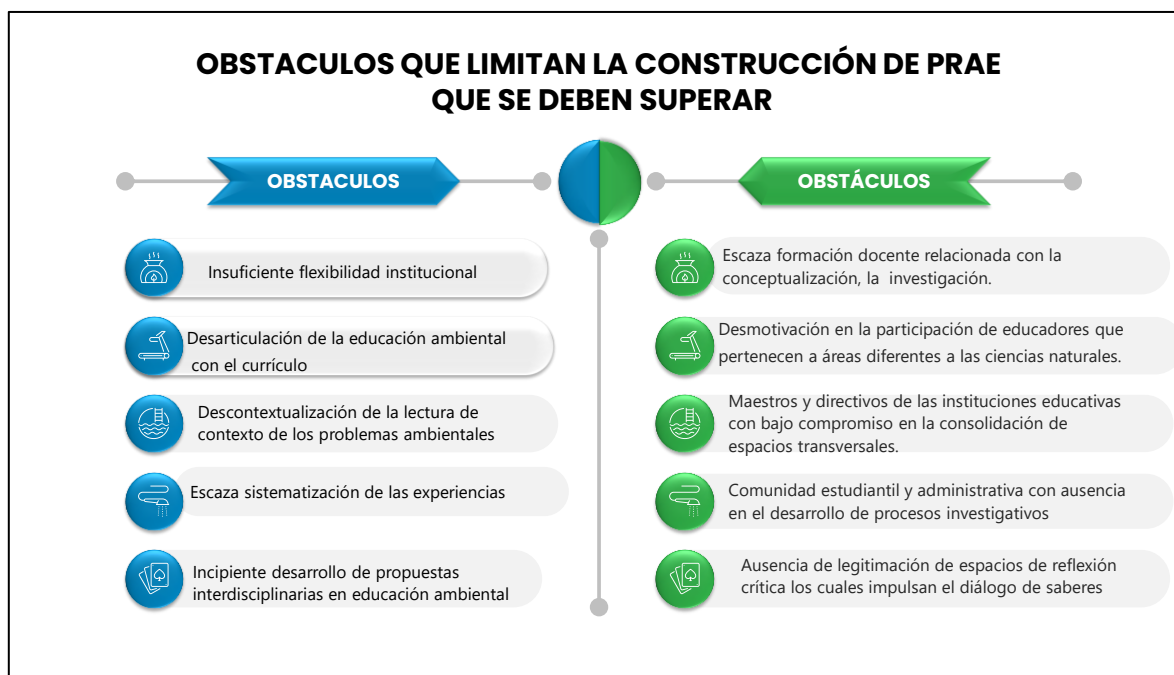 OBSTACULOS QUE LIMITAN LA CONSTRUCCIÓN DE PRAE
QUE SE DEBEN SUPERAR
OBSTACULOS
Insuficiente flexibilidad institucional
Desarticulación de la educación ambiental
con el currículo
Descontextualización de la lectura de
contexto de los problemas ambientales
Escaza sistematización de las experiencias
Incipiente desarrollo de propuestas
interdisciplinarias en educación ambiental
OBSTÁCULOS
Escaza formación docente relacionada con la
conceptualización, la investigación.
Desmotivación en la participación de educadores que
pertenecen a áreas diferentes a las ciencias naturales.
Maestros y directivos de las instituciones educativas
con bajo compromiso en la consolidación de
espacios transversales.
Comunidad estudiantil y administrativa con ausencia
en el desarrollo de procesos investigativos
Ausencia de legitimación de espacios de reflexión
crítica los cuales impulsan el diálogo de saberes